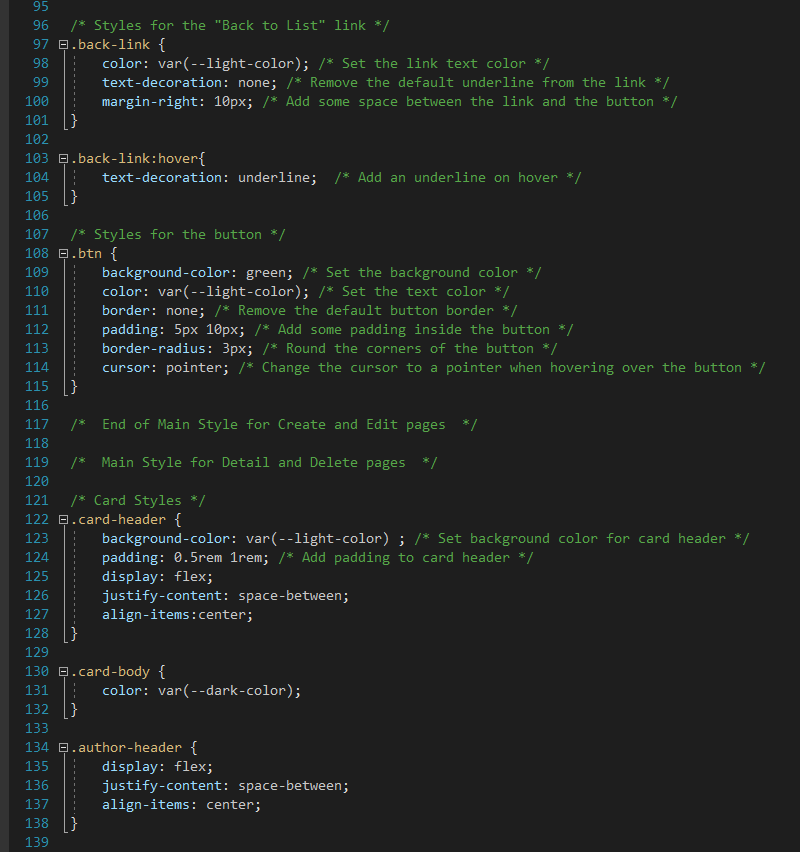 95
96 /* Styles for the "Back to List" link */
97 .back-link {
98 color: var(--light-color); /* Set the link text color */
99 text-decoration: none; /* Remove the default underline from the link */
100 margin-right: 10px; /* Add some space between the link and the button */
101 }
102
103 .back-link:hover{
104 text-decoration: underline;  /* Add an underline on hover */
105 }
106
107 /* Styles for the button */
108 .btn {
109 background-color: green; /* Set the background color */
110 color: var(--light-color); /* Set the text color */
111 border: none; /* Remove the default button border */
112 padding: 5px 10px; /* Add some padding inside the button */
113 border-radius: 3px; /* Round the corners of the button */
114 cursor: pointer; /* Change the cursor to a pointer when hovering over the button */
115 }
116
117 /*  End of Main Style for Create and Edit pages  */
118
119 /*  Main Style for Detail and Delete pages  */
120
121 /* Card Styles */
122 .card-header {
123 background-color: var(--light-color) ; /* Set background color for card header */
124 padding: 0.5rem 1rem; /* Add padding to card header */
125 display: flex;
126 justify-content: space-between;
127 align-items:center;
128 }
129
130 .card-body {
131 color: var(--dark-color);
132 }
133
134 .author-header {
135 display: flex;
136 justify-content: space-between;
137 align-items: center;
138 }
139